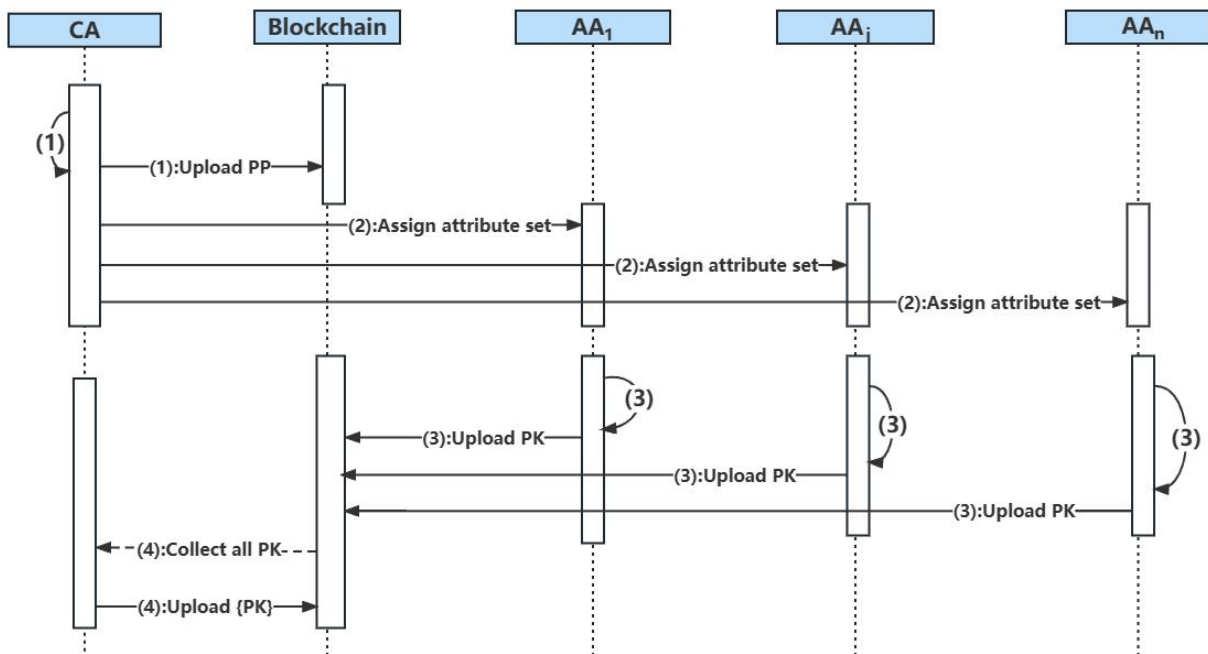 CA
Blockchain
AA1
AAj
AAn
(1)
(1):Upload PP
(2):Assign attribute set
(2):Assign attribute set
(2):Assign attribute set
(3)
(3)
(3)
(3):Upload PK
(3):Upload PK
(3):Upload PK
(4):Collect all PK
(4):Upload {PK}